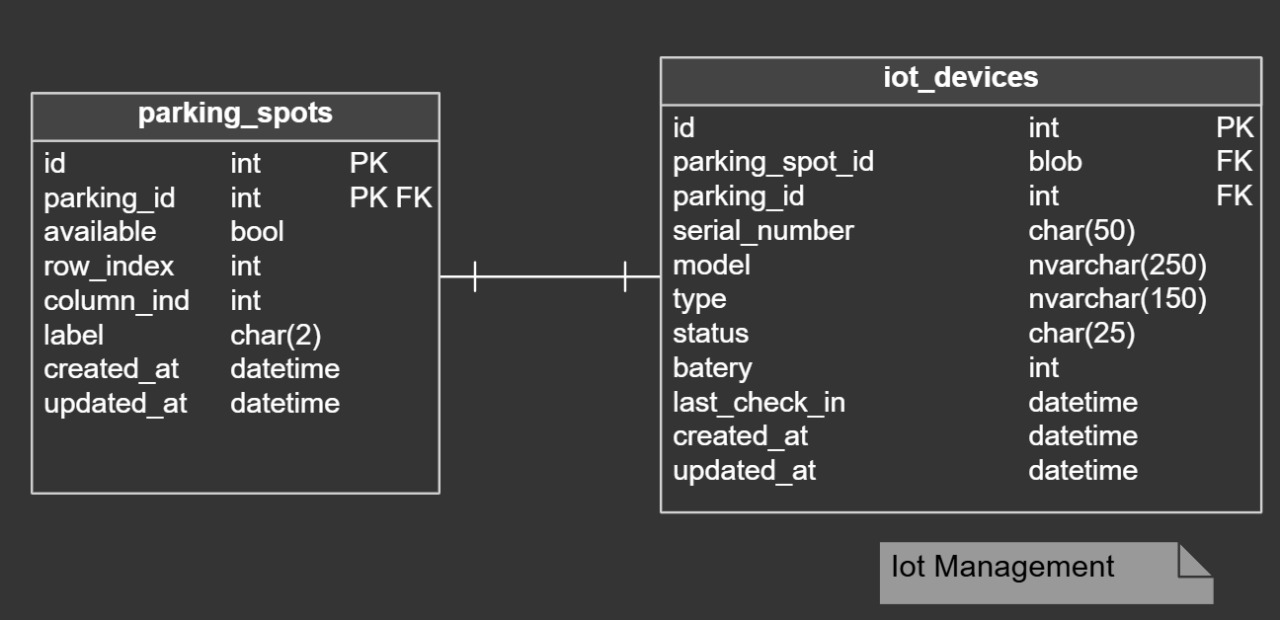 parking_spots
id int PK
parking_id int PK FK
available bool
row_index int
column_ind int
label char(2)
created_at datetime
updated_at datetime
iot_devices
id int PK
parking_spot_id blob FK
parking_id int FK
serial_number char(50)
model nvarchar(250)
type nvarchar(150)
status char(25)
batery int
last_check_in datetime
created_at datetime
updated_at datetime
Iot Management